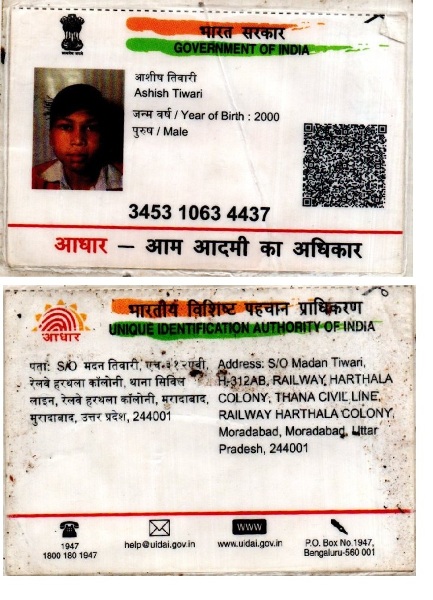 भारत सरकार
GOVERNMENT OF INDIA
आशीष तिवारी
Ashish Tiwari
जन्म वर्ष / Year of Birth : 2000
पुरुष / Male
3453 1063 4437
आधार – आम आदमी का अधिकार
भारतीय विशिष्ट पहचान प्राधिकरण
UNIQUE IDENTIFICATION AUTHORITY OF INDIA
आधार
पता: S/O मदन तिवारी, एच-३१२एबी,
रेलवे हरथला कॉलोनी, थाना सिविल
लाइन, रेलवे हरथला कॉलोनी, मुरादाबाद,
मुरादाबाद, उत्तर प्रदेश, 244001
Address: S/O Madan Tiwari,
H-312AB, RAILWAY HARTHALA
COLONY, THANA CIVIL LINE,
RAILWAY HARTHALA COLONY,
Moradabad, Moradabad, Uttar
Pradesh, 244001
1947
1800 180 1947
help@uidai.gov.in
WWW
www.uidai.gov.in
P.O. Box No.1947,
Bengaluru-560 001